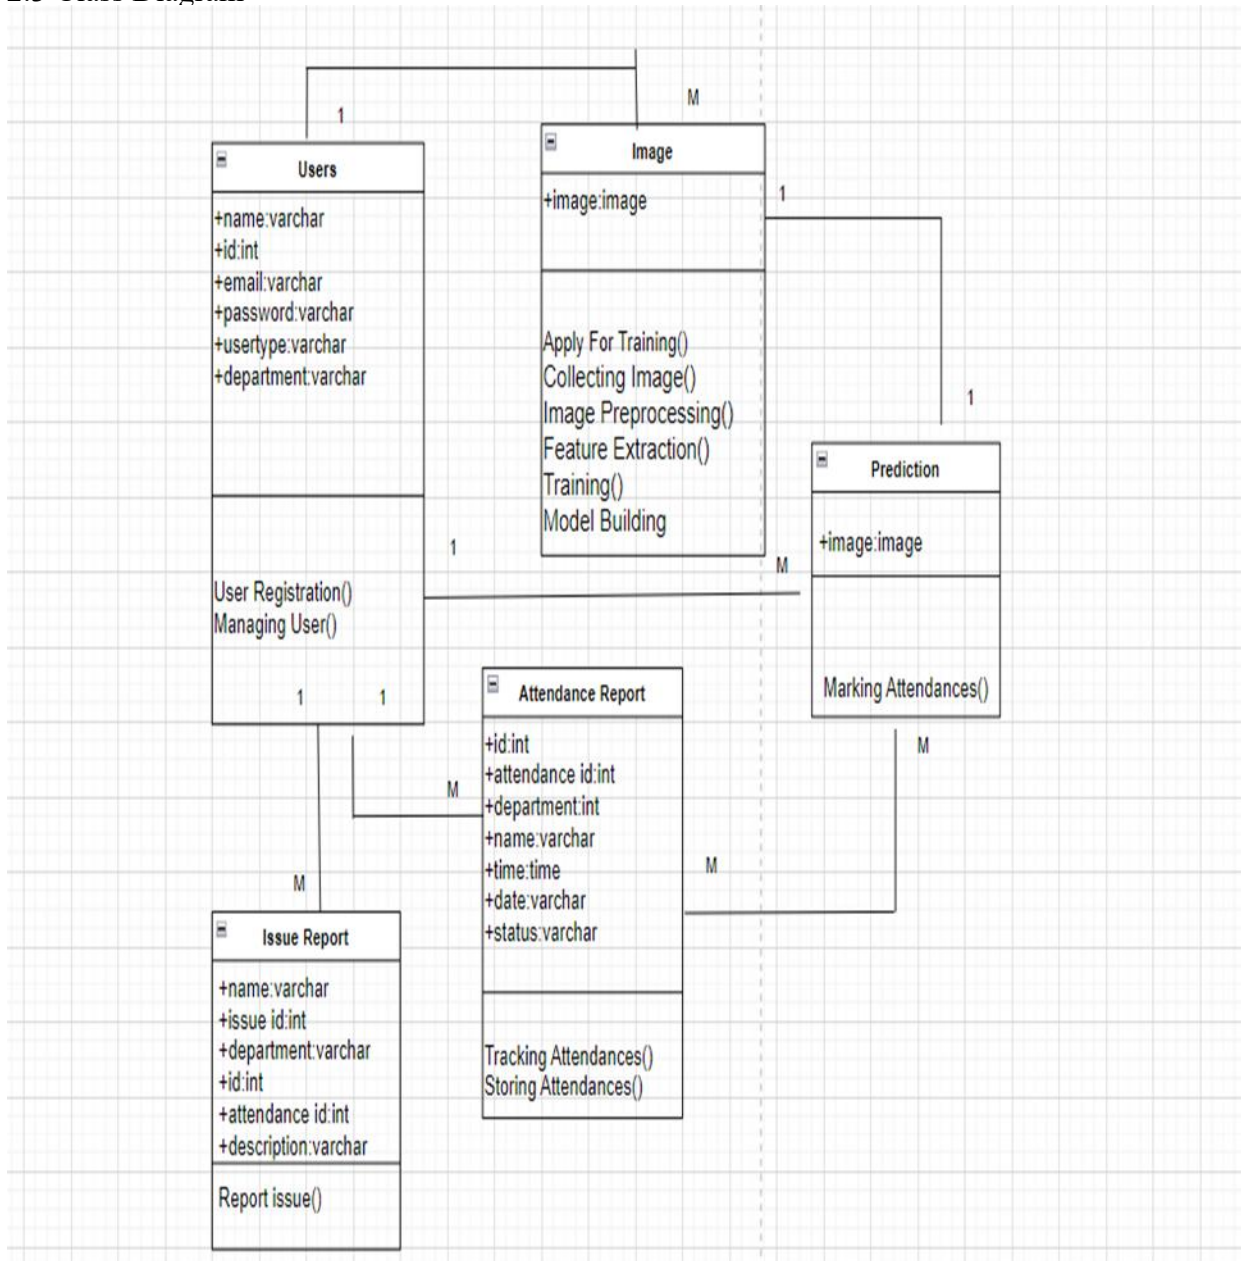 1
M
Users
+name:varchar
+id:int
+email:varchar
+password:varchar
+usertype:varchar
+department:varchar
User Registration()
Managing User()
1
1
Image
+image:image
Apply For Training()
Collecting Image()
Image Preprocessing()
Feature Extraction()
Training()
Model Building
1
1
1
M
Prediction
+image:image
Marking Attendances()
M
Attendance Report
+id:int
+attendance id:int
+department:int
+name:varchar
+time:time
+date:varchar
+status:varchar
Tracking Attendances()
Storing Attendances()
M
M
M
Issue Report
+name:varchar
+issue id:int
+department:varchar
+id:int
+attendance id:int
+description:varchar
Report issue()